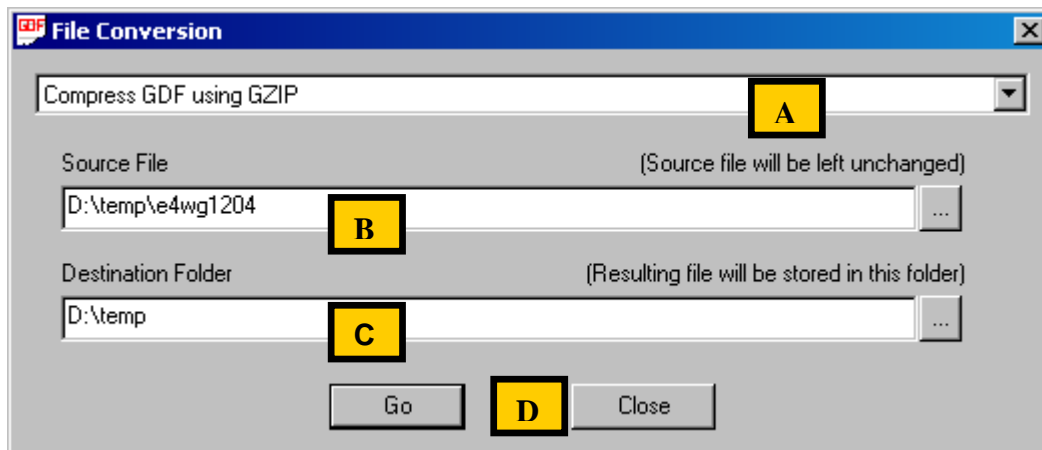 GDF File Conversion
Compress GDF using GZIP
A
Source File (Source file will be left unchanged)
D:\temp\e4wg1204 ...
B
Destination Folder (Resulting file will be stored in this folder)
D:\temp ...
C
Go D Close